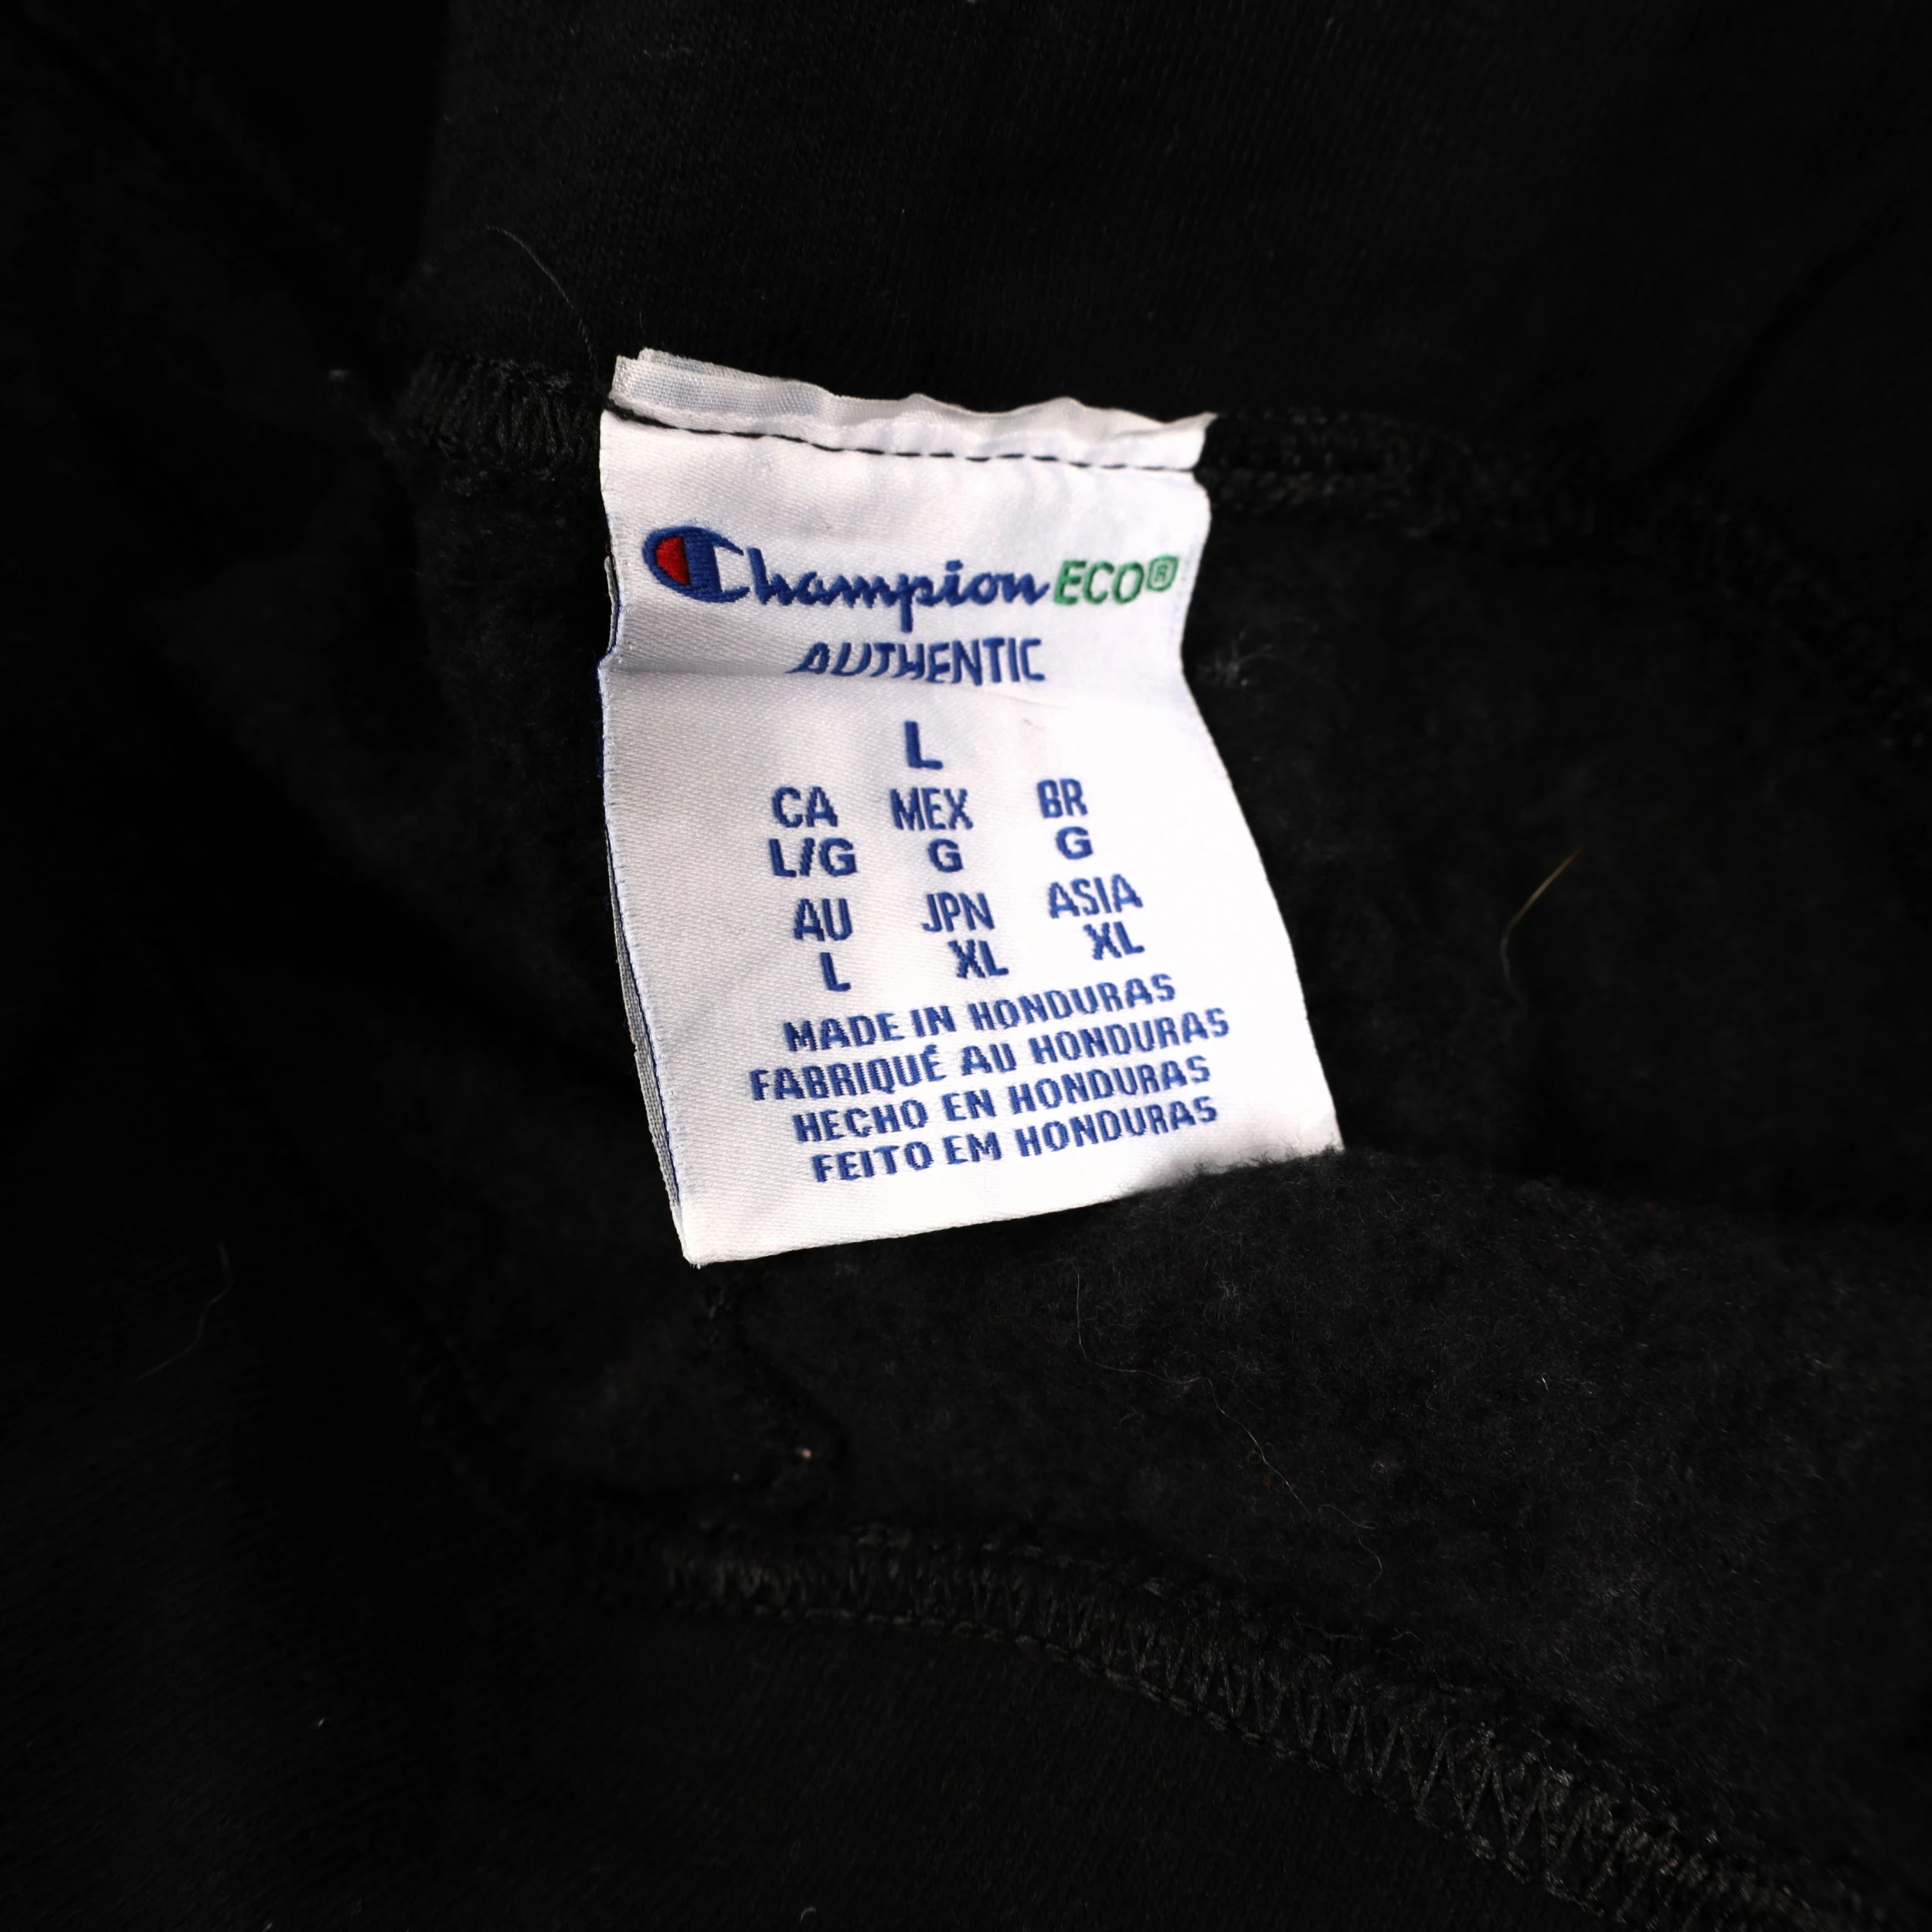 Champion ECO®
AUTHENTIC
L
CA MEX BR
L/G G G
AU JPN ASIA
L XL XL
MADE IN HONDURAS
FABRIQUÉ AU HONDURAS
HECHO EN HONDURAS
FEITO EM HONDURAS